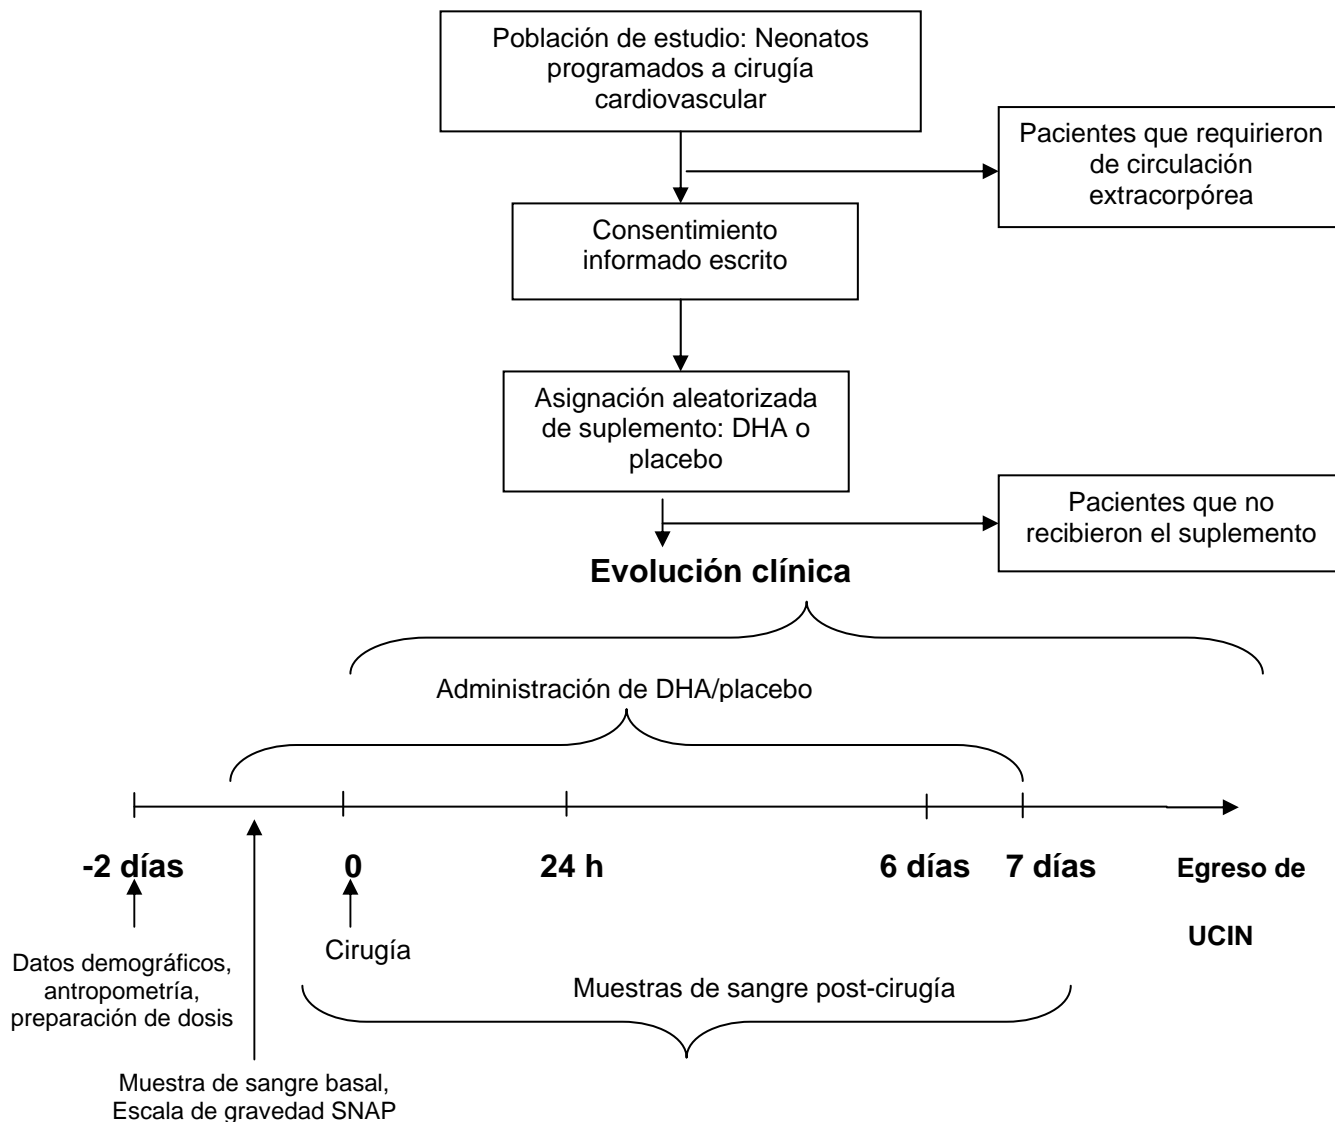 Población de estudio: Neonatos
programados a cirugía
cardiovascular
Pacientes que requirieron
de circulación
extracorpórea
Consentimiento
informado escrito
Asignación aleatorizada
de suplemento: DHA o
placebo
Pacientes que no
recibieron el suplemento
Evolución clínica
Administración de DHA/placebo
-2 días
0
24 h
6 días
7 días
Egreso de
UCIN
Cirugía
Datos demográficos,
antropometría,
preparación de dosis
Muestras de sangre post-cirugía
Muestra de sangre basal,
Escala de gravedad SNAP